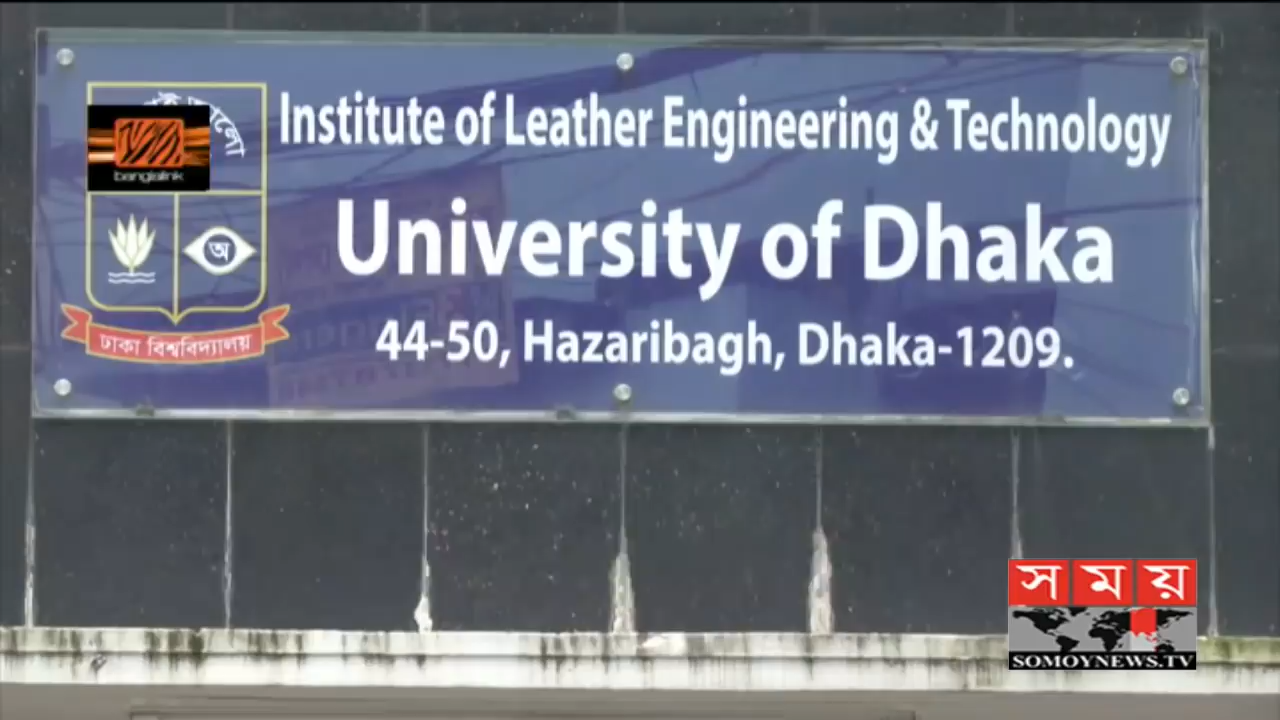 Institute of Leather Engineering & Technology
University of Dhaka
44-50, Hazaribagh, Dhaka-1209.
banglalink
অ
ঢাকা বিশ্ববিদ্যালয়
সময়
SOMOYNEWS.TV